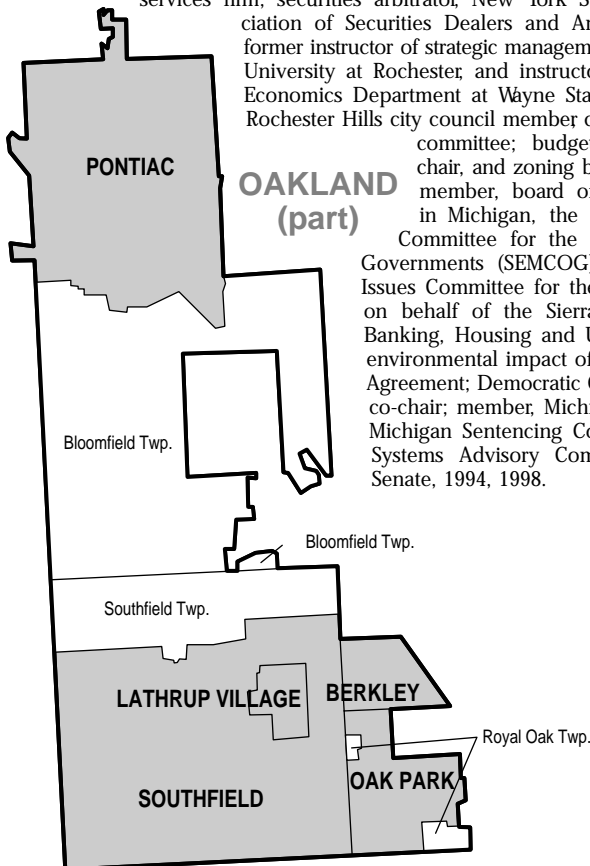 services firm, securities arbitrator, New York S
ciation of Securities Dealers and Am
former instructor of strategic managem
University at Rochester, and instructo
Economics Department at Wayne Sta
Rochester Hills city council member c
committee; budge
chair, and zoning b
member, board o
in Michigan, the
Committee for the
Governments (SEMCOG)
Issues Committee for the
on behalf of the Sierra
Banking, Housing and U
environmental impact of
Agreement; Democratic C
co-chair; member, Michi
Michigan Sentencing Co
Systems Advisory Com
Senate, 1994, 1998.
PONTIAC
OAKLAND
(part)
Bloomfield Twp.
Bloomfield Twp.
Southfield Twp.
LATHRUP VILLAGE
BERKLEY
Royal Oak Twp.
OAK PARK
SOUTHFIELD